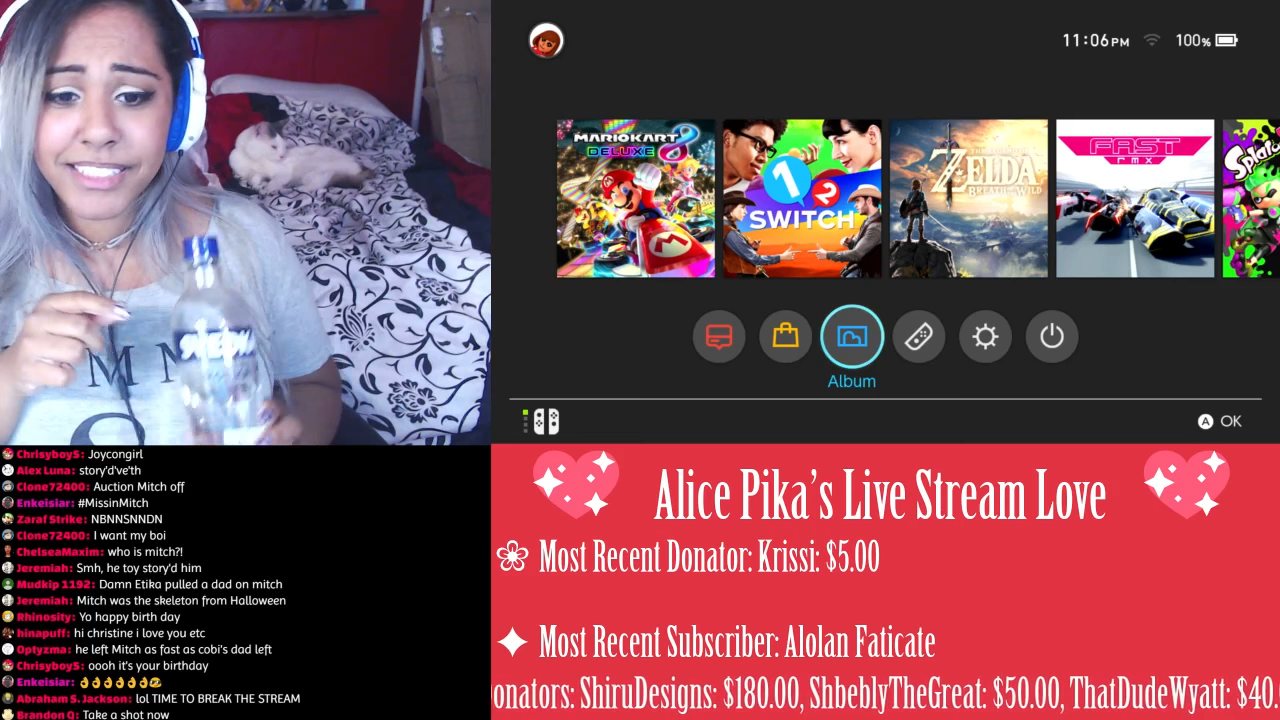 11:06 PM 100%
MARIOKART 8
DELUXE
1 2
SWITCH
THE LEGEND OF
ZELDA
BREATH OF THE WILD
FAST
rmx
Splat
Album
A OK
ChrisyboyS: Joycongirl
Alex Luna: story'd've'th
Clone72400: Auction Mitch off
Enkeisiar: #MissinMitch
Zaraf Strike: NBNNSNNDN
Clone72400: I want my boi
ChelseaMaxim: who is mitch?!
Jeremiah: Smh, he toy story'd him
Mudkip 1192: Damn Etika pulled a dad on mitch
Jeremiah: Mitch was the skeleton from Halloween
Rhinosity: Yo happy birth day
hinapuff: hi christine i love you etc
Optyzma: he left Mitch as fast as cobi's dad left
ChrisyboyS: oooh it's your birthday
Enkeisiar: 👌👌👌👌👌👌
Abraham S. Jackson: lol TIME TO BREAK THE STREAM
Brandon Q: Take a shot now
Alice Pika's Live Stream Love
Most Recent Donator: Krissi: $5.00
Most Recent Subscriber: Alolan Faticate
onators: ShiruDesigns: $180.00, ShbeblyTheGreat: $50.00, ThatDudeWyatt: $40.